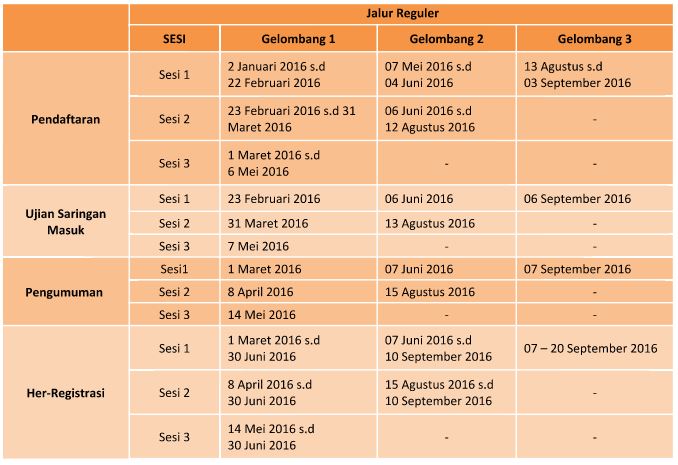 Jalur Reguler
SESI Gelombang 1 Gelombang 2 Gelombang 3
Pendaftaran
Sesi 1
2 Januari 2016 s.d
22 Februari 2016
07 Mei 2016 s.d
04 Juni 2016
13 Agustus s.d
03 September 2016
Sesi 2
23 Februari 2016 s.d 31
Maret 2016
06 Juni 2016 s.d
12 Agustus 2016
-
Sesi 3
1 Maret 2016 s.d
6 Mei 2016
-
-
Ujian Saringan
Masuk
Sesi 1 23 Februari 2016 06 Juni 2016 06 September 2016
Sesi 2 31 Maret 2016 13 Agustus 2016 -
Sesi 3 7 Mei 2016 - -
Pengumuman
Sesi1 1 Maret 2016 07 Juni 2016 07 September 2016
Sesi 2 8 April 2016 15 Agustus 2016 -
Sesi 3 14 Mei 2016 - -
Her-Registrasi
Sesi 1
1 Maret 2016 s.d
30 Juni 2016
07 Juni 2016 s.d
10 September 2016
07 – 20 September 2016
Sesi 2
8 April 2016 s.d
30 Juni 2016
15 Agustus 2016 s.d
10 September 2016
-
Sesi 3
14 Mei 2016 s.d
30 Juni 2016
-
-